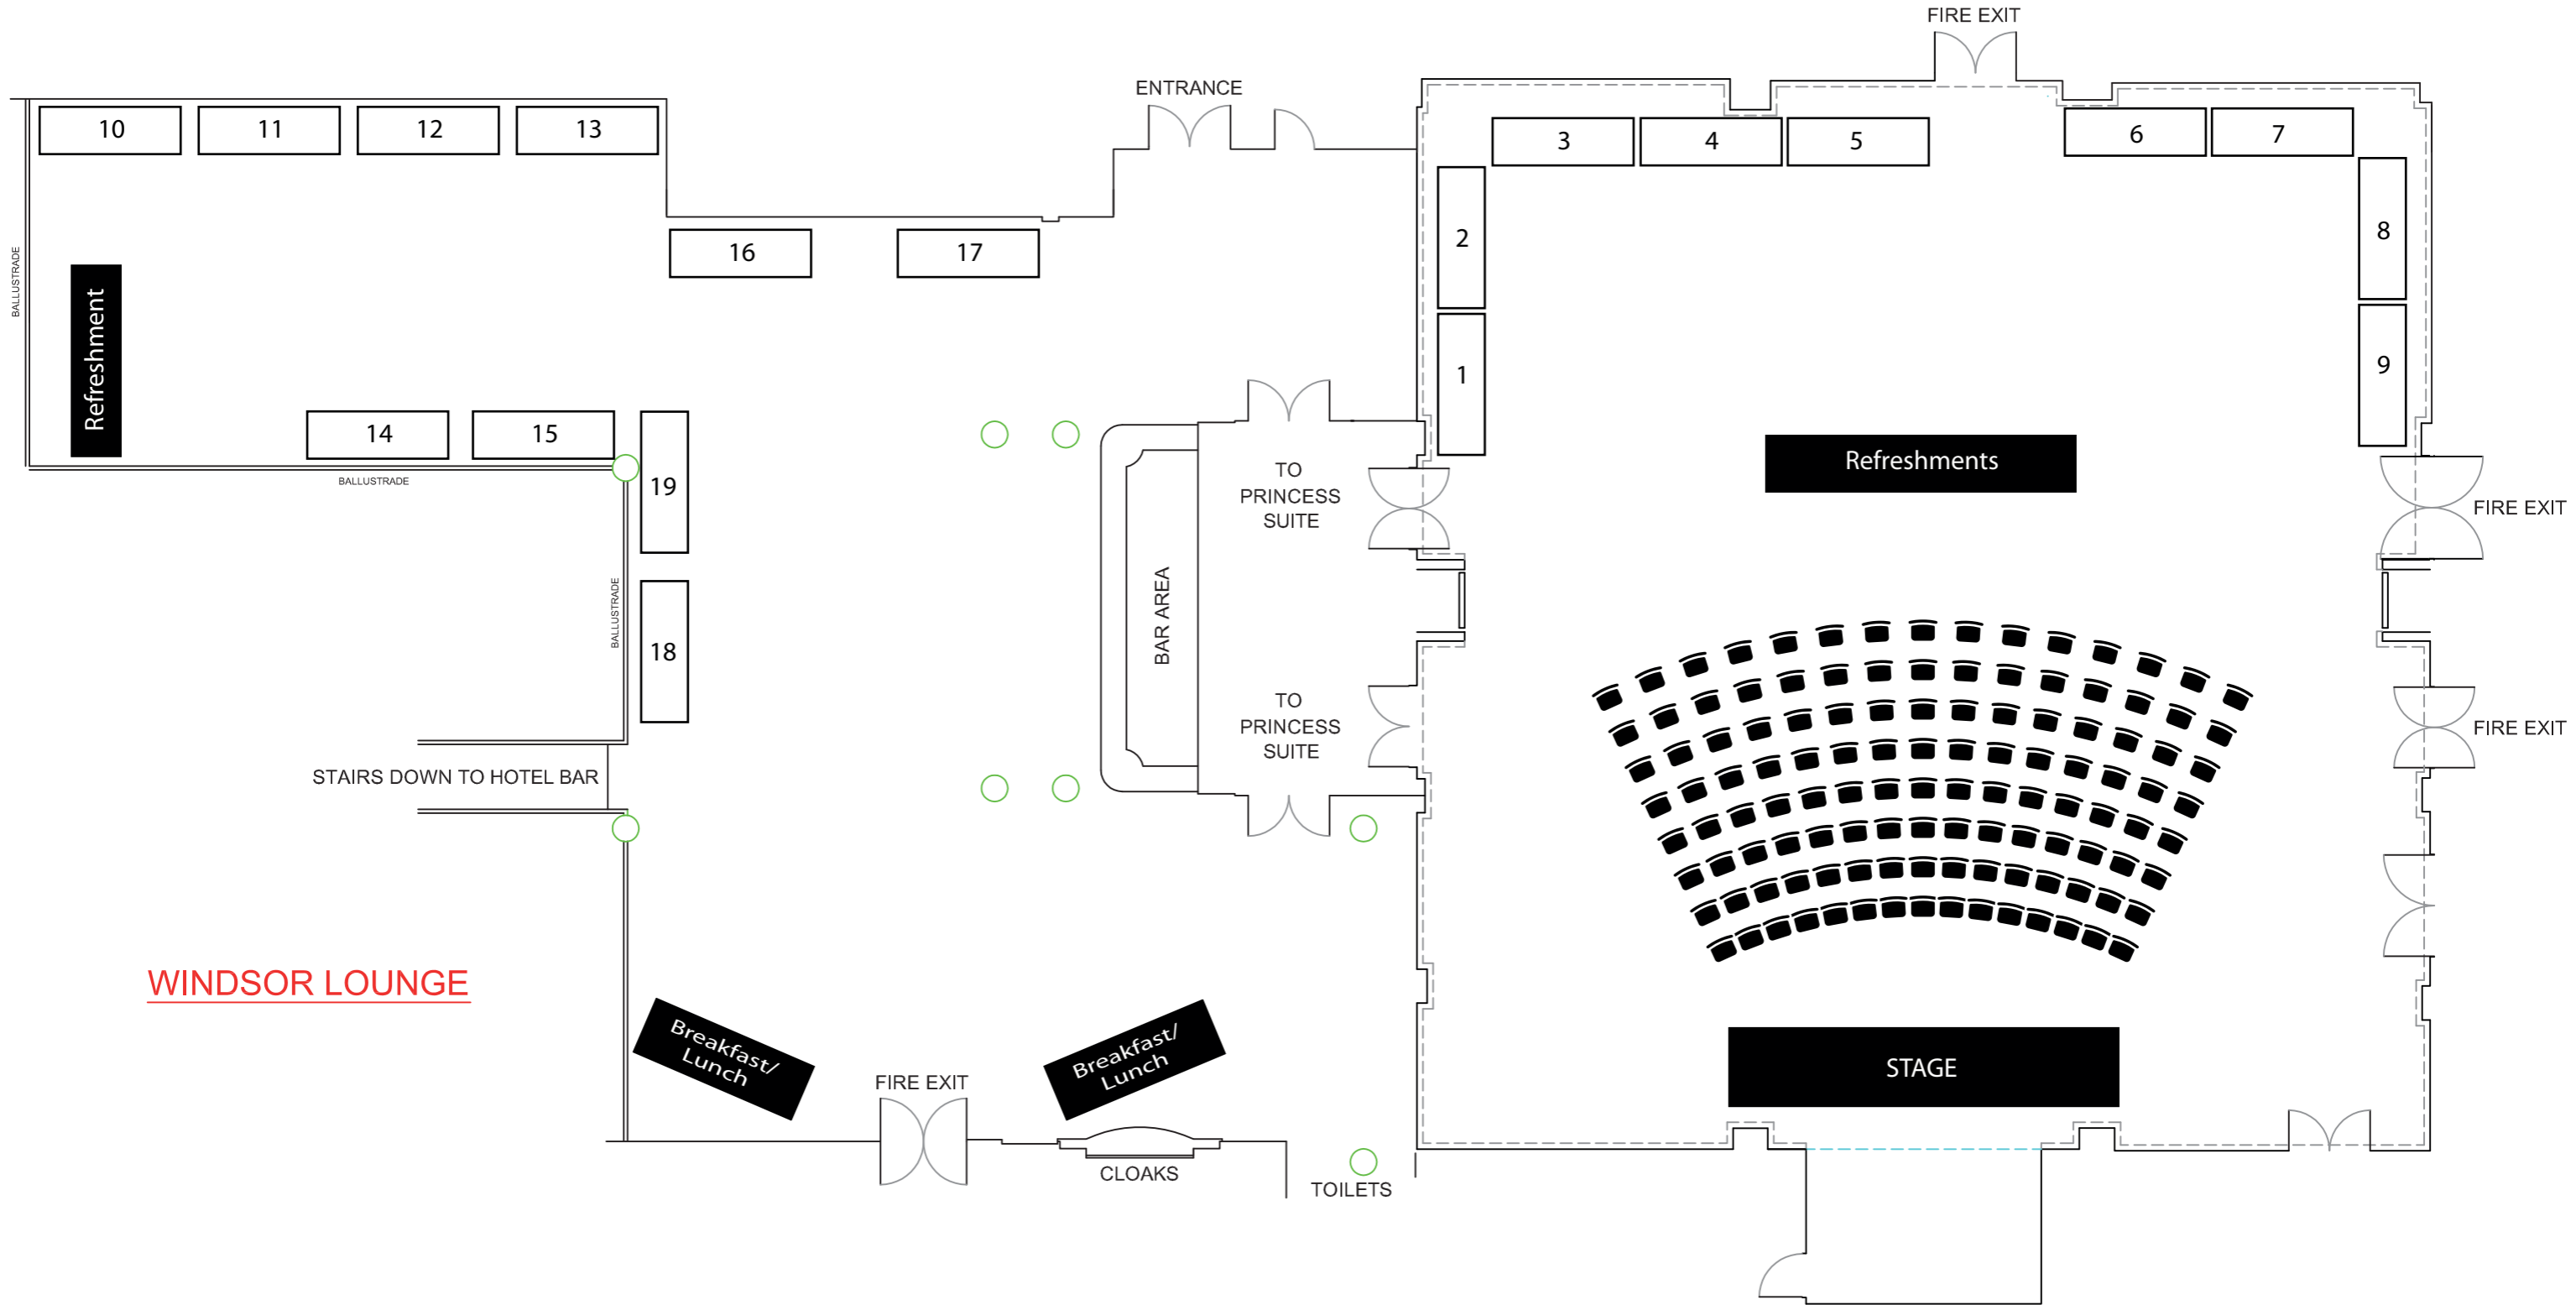 FIRE EXIT
ENTRANCE
10
11
12
13
3
4
5
6
7
2
8
16
17
BALLUSTRADE
Refreshment
1
9
14
15
BALLUSTRADE
19
TO
PRINCESS
SUITE
Refreshments
FIRE EXIT
BALLUSTRADE
18
BAR AREA
TO
PRINCESS
SUITE
FIRE EXIT
STAIRS DOWN TO HOTEL BAR
WINDSOR LOUNGE
Breakfast/
Lunch
Breakfast/
Lunch
STAGE
FIRE EXIT
CLOAKS
TOILETS